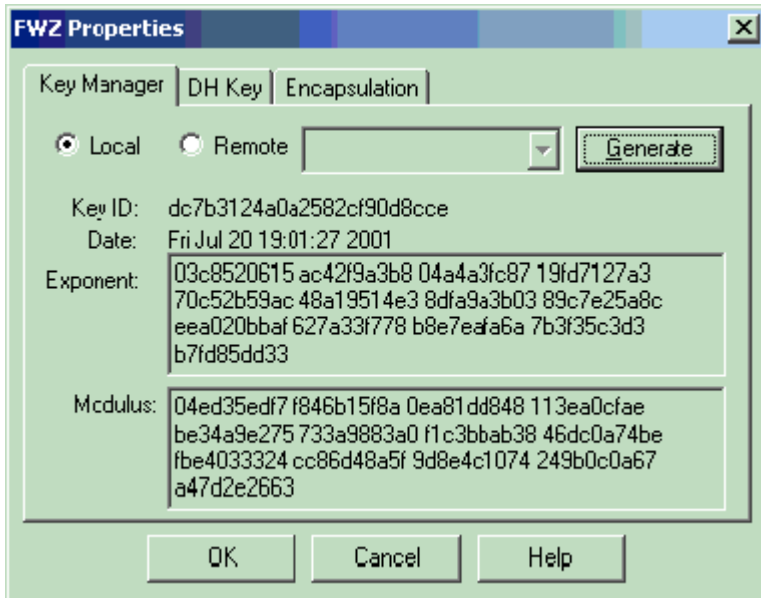 FWZ Properties
Key Manager DH Key Encapsulation
Local Remote Generate
Key ID: dc7b3124a0a2582cf90d8cce
Date: Fri Jul 20 19:01:27 2001
Exponent: 03c8520615 ac42f9a3b8 04a4a3fc87 19fd7127a3
70c52b59ac 48a19514e3 8dfa9a3b03 89c7e25a8c
eea020bbaf 627a33f778 b8e7eafa6a 7b3f35c3d3
b7fd85dd33
Modulus: 04ed35edf7 f846b15f8a 0ea81dd848 113ea0cfae
be34a9e275 733a9883a0 f1c3bbab38 46dc0a74be
fbe4033324 cc86d48a5f 9d8e4c1074 249b0c0a67
a47d2e2663
OK Cancel Help